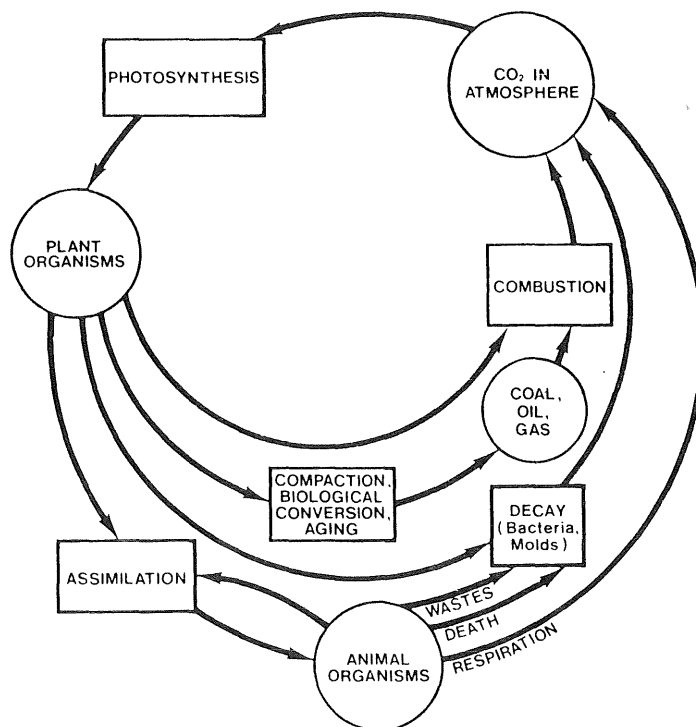 PHOTOSYNTHESIS
CO₂ IN
ATMOSPHERE
PLANT
ORGANISMS
COMBUSTION
COAL,
OIL,
GAS
COMPACTION,
BIOLOGICAL
CONVERSION,
AGING
DECAY
(Bacteria,
Molds)
ASSIMILATION
WASTES
DEATH
RESPIRATION
ANIMAL
ORGANISMS